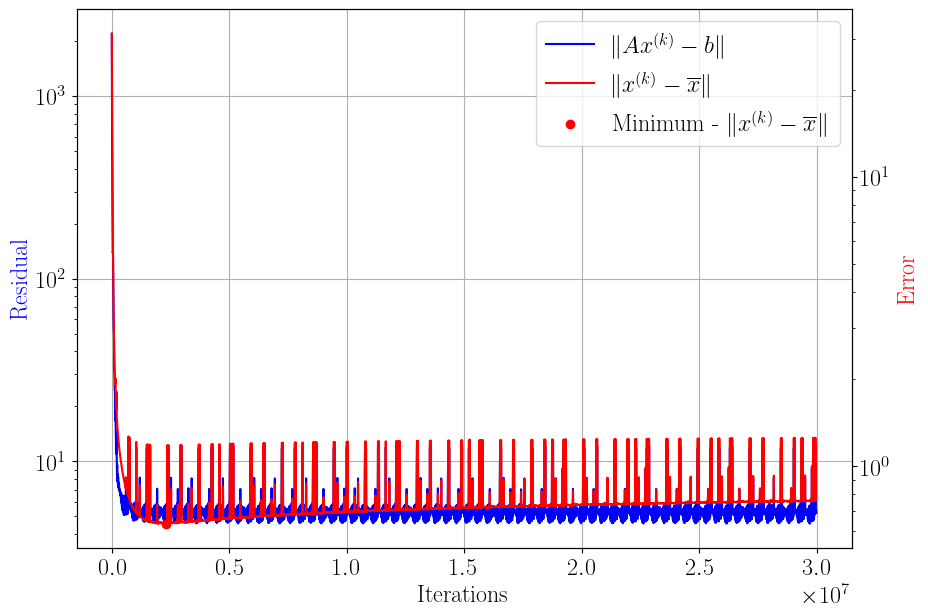 ‖Ax^{(k)} − b‖
‖x^{(k)} − x̅‖
Minimum - ‖x^{(k)} − x̅‖
Residual
10^3
10^2
10^1
Error
10^1
10^0
0.0 0.5 1.0 1.5 2.0 2.5 3.0
Iterations
×10^7